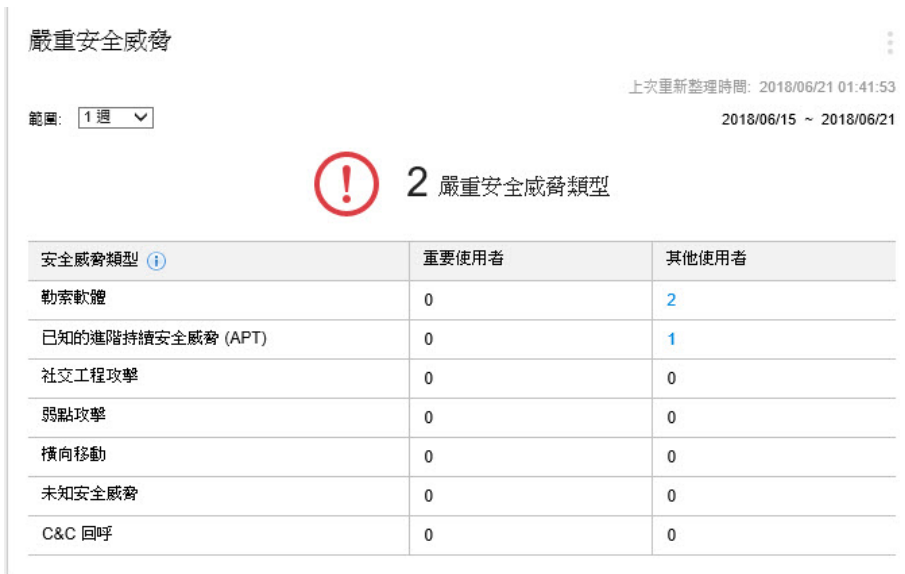 嚴重安全威脅
上次重新整理時間: 2018/06/21 01:41:53
範圍: 1 週
2018/06/15 ~ 2018/06/21
2 嚴重安全威脅類型
安全威脅類型 重要使用者 其他使用者
勒索軟體 0 2
已知的進階持續安全威脅 (APT) 0 1
社交工程攻擊 0 0
弱點攻擊 0 0
橫向移動 0 0
未知安全威脅 0 0
C&C 回呼 0 0